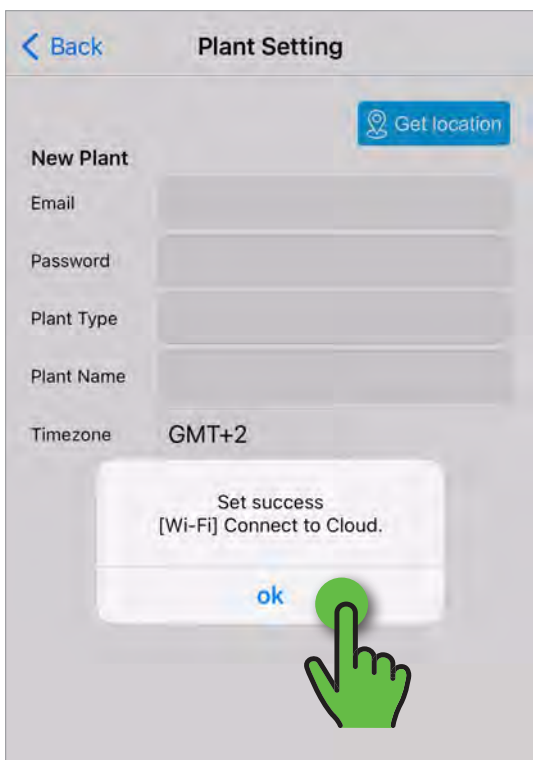 Back
Plant Setting
Get location
New Plant
Email
Password
Plant Type
Plant Name
Timezone GMT+2
Set success
[Wi-Fi] Connect to Cloud.
ok